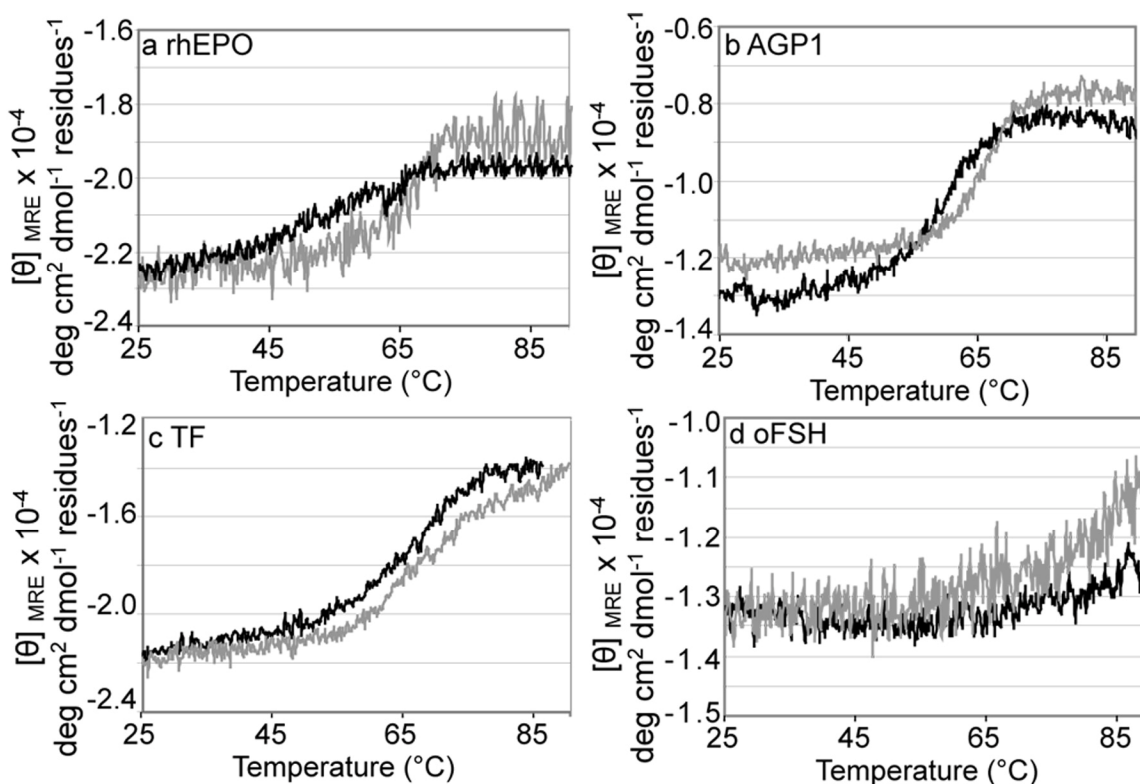 a rhEPO
-1.6
-1.8
-2.0
-2.2
-2.4
[θ] MRE x 10-4
deg cm2 dmol-1 residues-1
25 45 65 85
Temperature (°C)
b AGP1
-0.6
-0.8
-1.0
-1.2
-1.4
[θ] MRE x 10-4
deg cm2 dmol-1 residues-1
25 45 65 85
Temperature (°C)
c TF
-1.2
-1.6
-2.0
-2.4
[θ] MRE x 10-4
deg cm2 dmol-1 residues-1
25 45 65 85
Temperature (°C)
d oFSH
-1.0
-1.1
-1.2
-1.3
-1.4
-1.5
[θ] MRE x 10-4
deg cm2 dmol-1 residues-1
25 45 65 85
Temperature (°C)